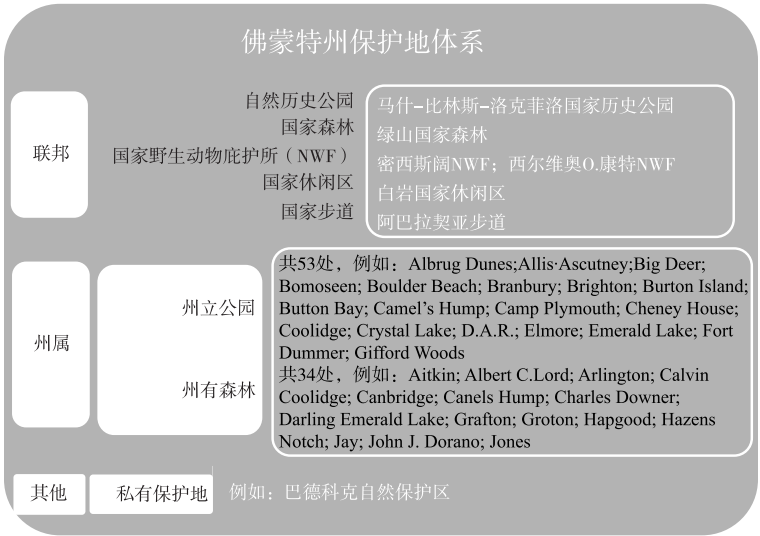 佛蒙特州保护地体系
联邦
自然历史公园
马什-比林斯-洛克菲洛国家历史公园
国家森林
绿山国家森林
国家野生动物庇护所（NWF）
密西斯阔NWF；西尔维奥O.康特NWF
国家休闲区
白岩国家休闲区
国家步道
阿巴拉契亚步道
州属
州立公园
共53处，例如：Albrug Dunes;Allis·Ascutney;Big Deer;
Bomoseen; Boulder Beach; Branbury; Brighton; Burton Island;
Button Bay; Camel's Hump; Camp Plymouth; Cheney House;
Coolidge; Crystal Lake; D.A.R.; Elmore; Emerald Lake; Fort
Dummer; Gifford Woods
州有森林
共34处，例如：Aitkin; Albert C.Lord; Arlington; Calvin
Coolidge; Canbridge; Canels Hump; Charles Downer;
Darling Emerald Lake; Grafton; Groton; Hapgood; Hazens
Notch; Jay; John J. Dorano; Jones
其他
私有保护地
例如：巴德科克自然保护区